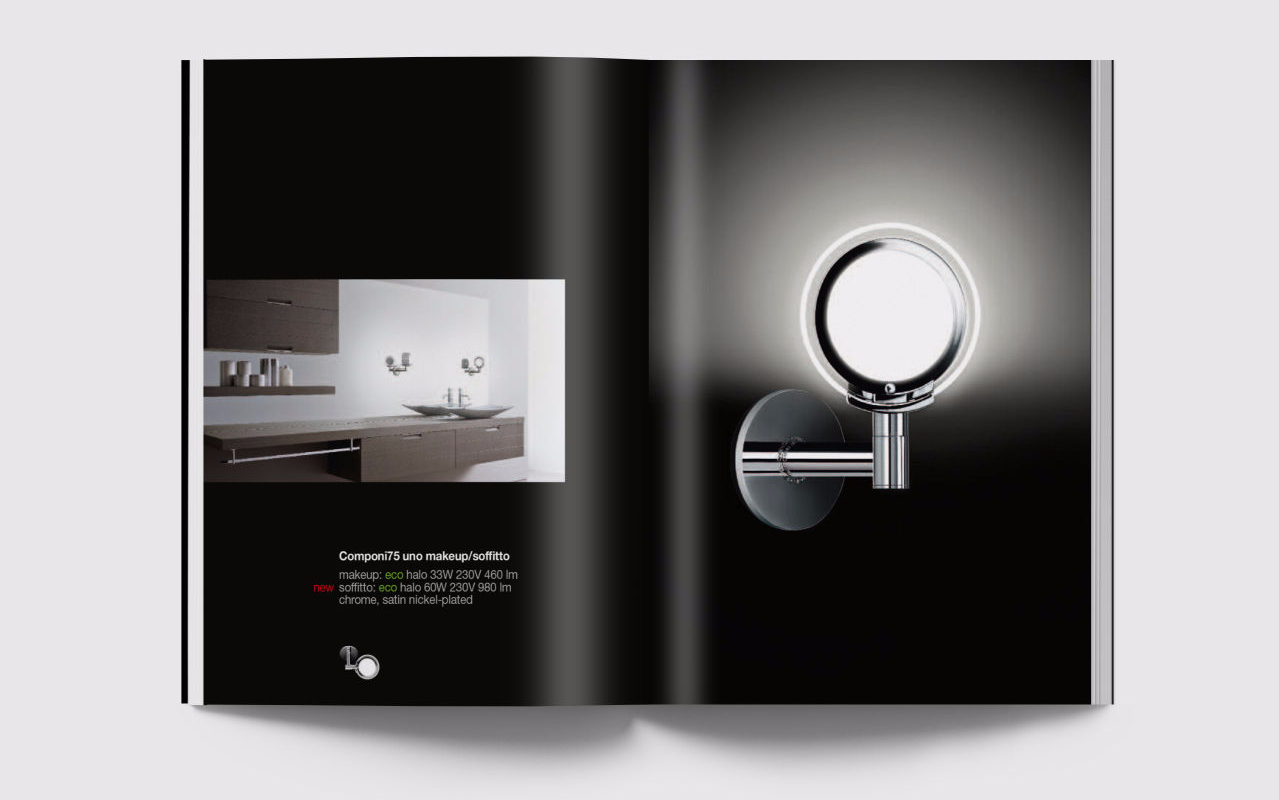 Componi75 uno makeup/soffitto
makeup: eco halo 33W 230V 460 lm
new soffitto: eco halo 60W 230V 980 lm
chrome, satin nickel-plated